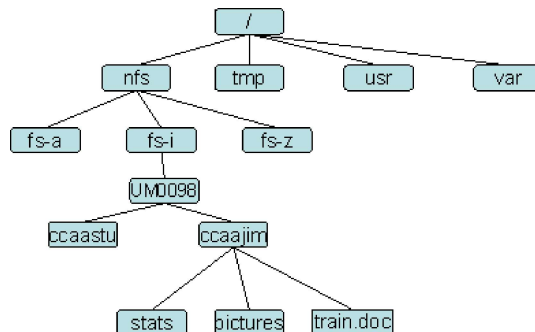 /
nfs tmp usr var
fs-a fs-i fs-z
UM0098
ccaastu ccaajim
stats pictures train.doc